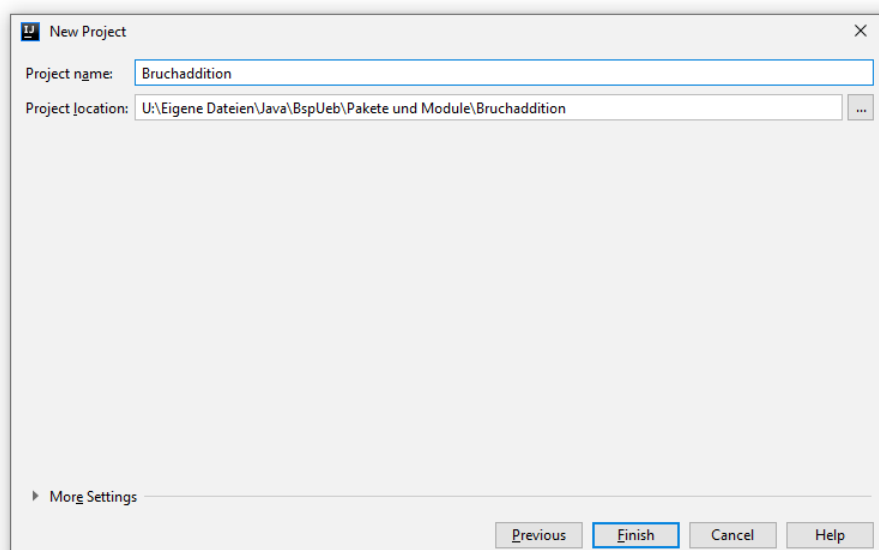 IJ New Project
Project name: Bruchaddition
Project location: U:\Eigene Dateien\Java\BspUeb\Pakete und Module\Bruchaddition ...
More Settings
Previous Finish Cancel Help